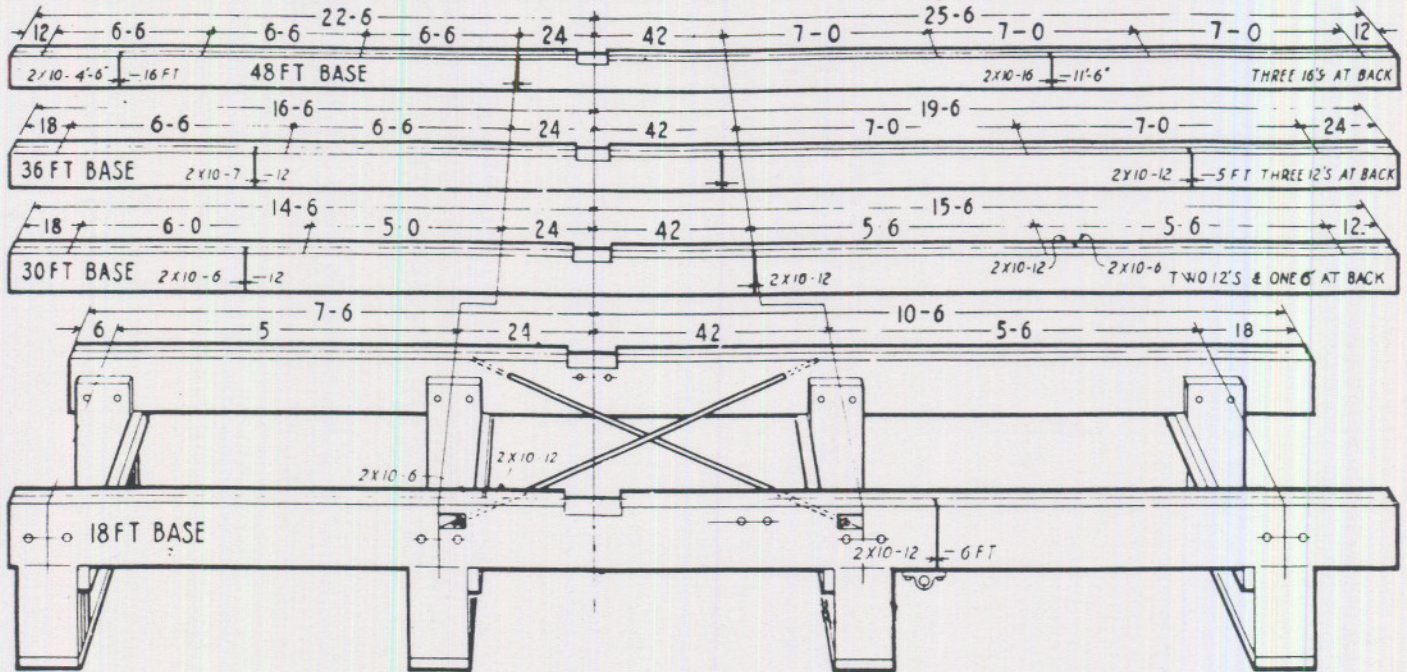 22-6 25-6
12 6-6 6-6 6-6 24 42 7-0 7-0 7-0 12
2X10-4'-6" -16 FT 48 FT BASE 2X10-16 -11'-6" THREE 16'S AT BACK
16-6 19-6
18 6-6 6-6 24 42 7-0 7-0 24
36 FT BASE 2X10-7 -12 2X10-12 -5 FT THREE 12'S AT BACK
14-6 15-6
18 6-0 5 0 24 42 5-6 5-6 12
30 FT BASE 2X10-6 -12 2X10-12 2X10-12 2X10-6 TWO 12'S & ONE 6' AT BACK
7-6 10-6
6 5 24 42 5-6 18
2X10-6 2X10-12
18 FT BASE 2X10-12 -6 FT